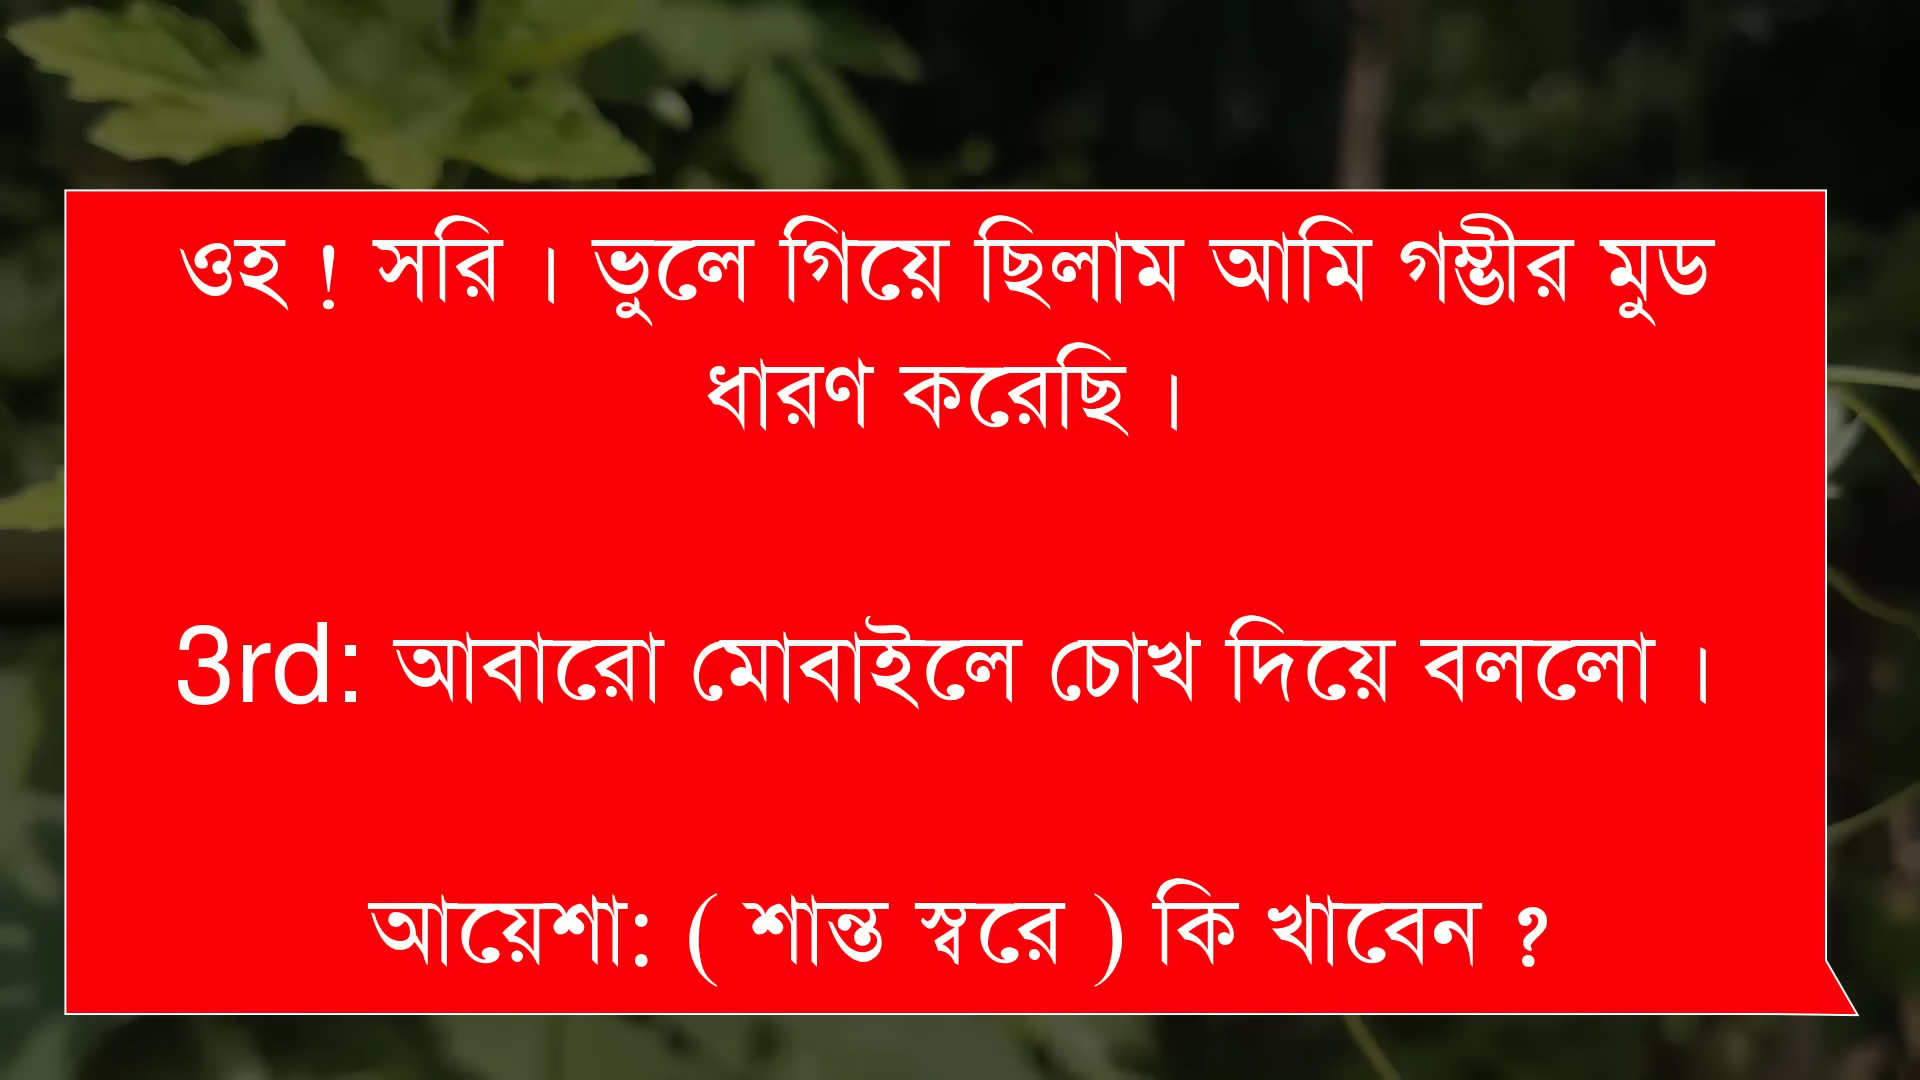 ওহ ! সরি । ভুলে গিয়ে ছিলাম আমি গম্ভীর মুড
ধারণ করেছি ।
3rd: আবারো মোবাইলে চোখ দিয়ে বললো ।
আয়েশা: ( শান্ত স্বরে ) কি খাবেন ?